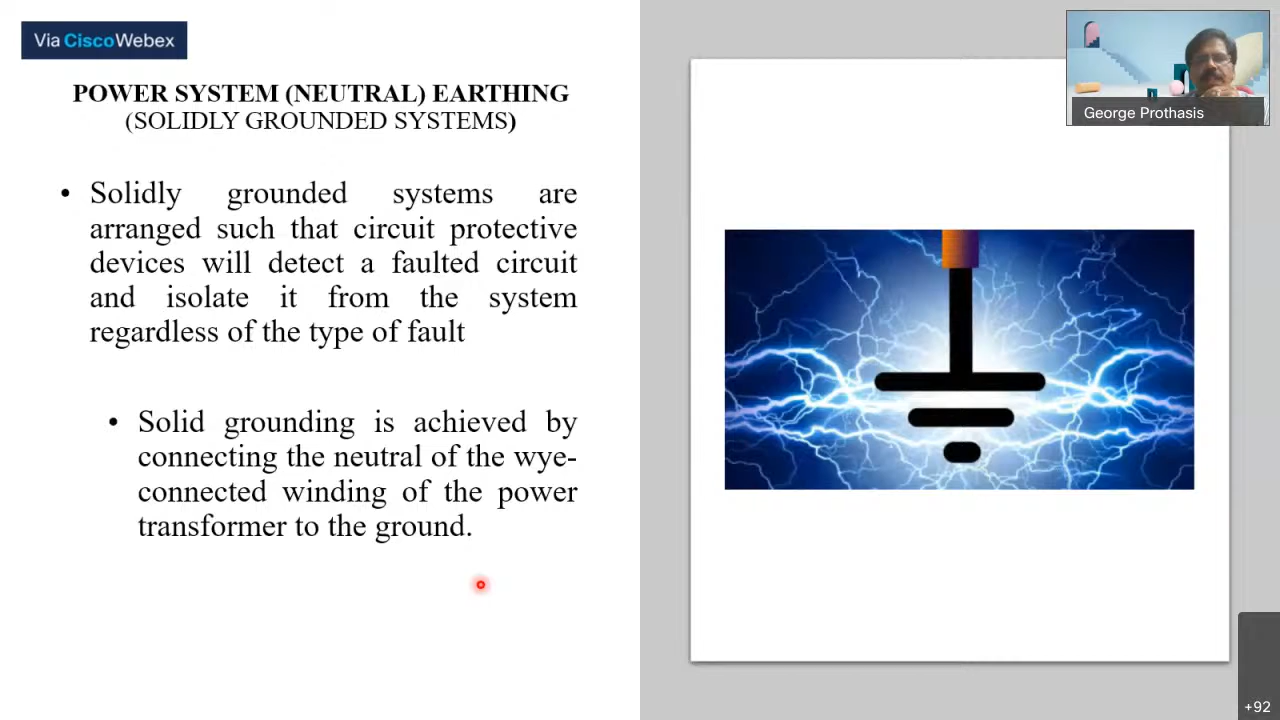 Via CiscoWebex
POWER SYSTEM (NEUTRAL) EARTHING
(SOLIDLY GROUNDED SYSTEMS)
• Solidly grounded systems are
arranged such that circuit protective
devices will detect a faulted circuit
and isolate it from the system
regardless of the type of fault
• Solid grounding is achieved by
connecting the neutral of the wye-
connected winding of the power
transformer to the ground.
George Prothasis
+92